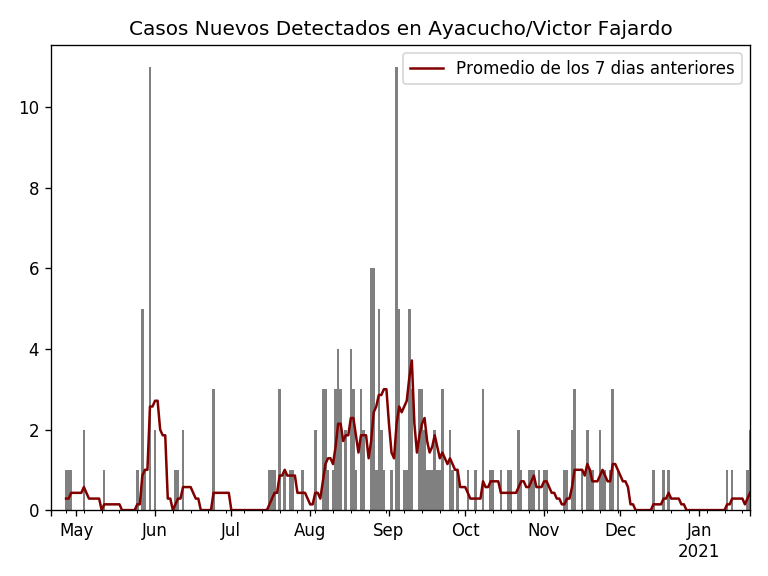 Casos Nuevos Detectados en Ayacucho/Victor Fajardo
Promedio de los 7 dias anteriores
10
8
6
4
2
0
May Jun Jul Aug Sep Oct Nov Dec Jan
2021